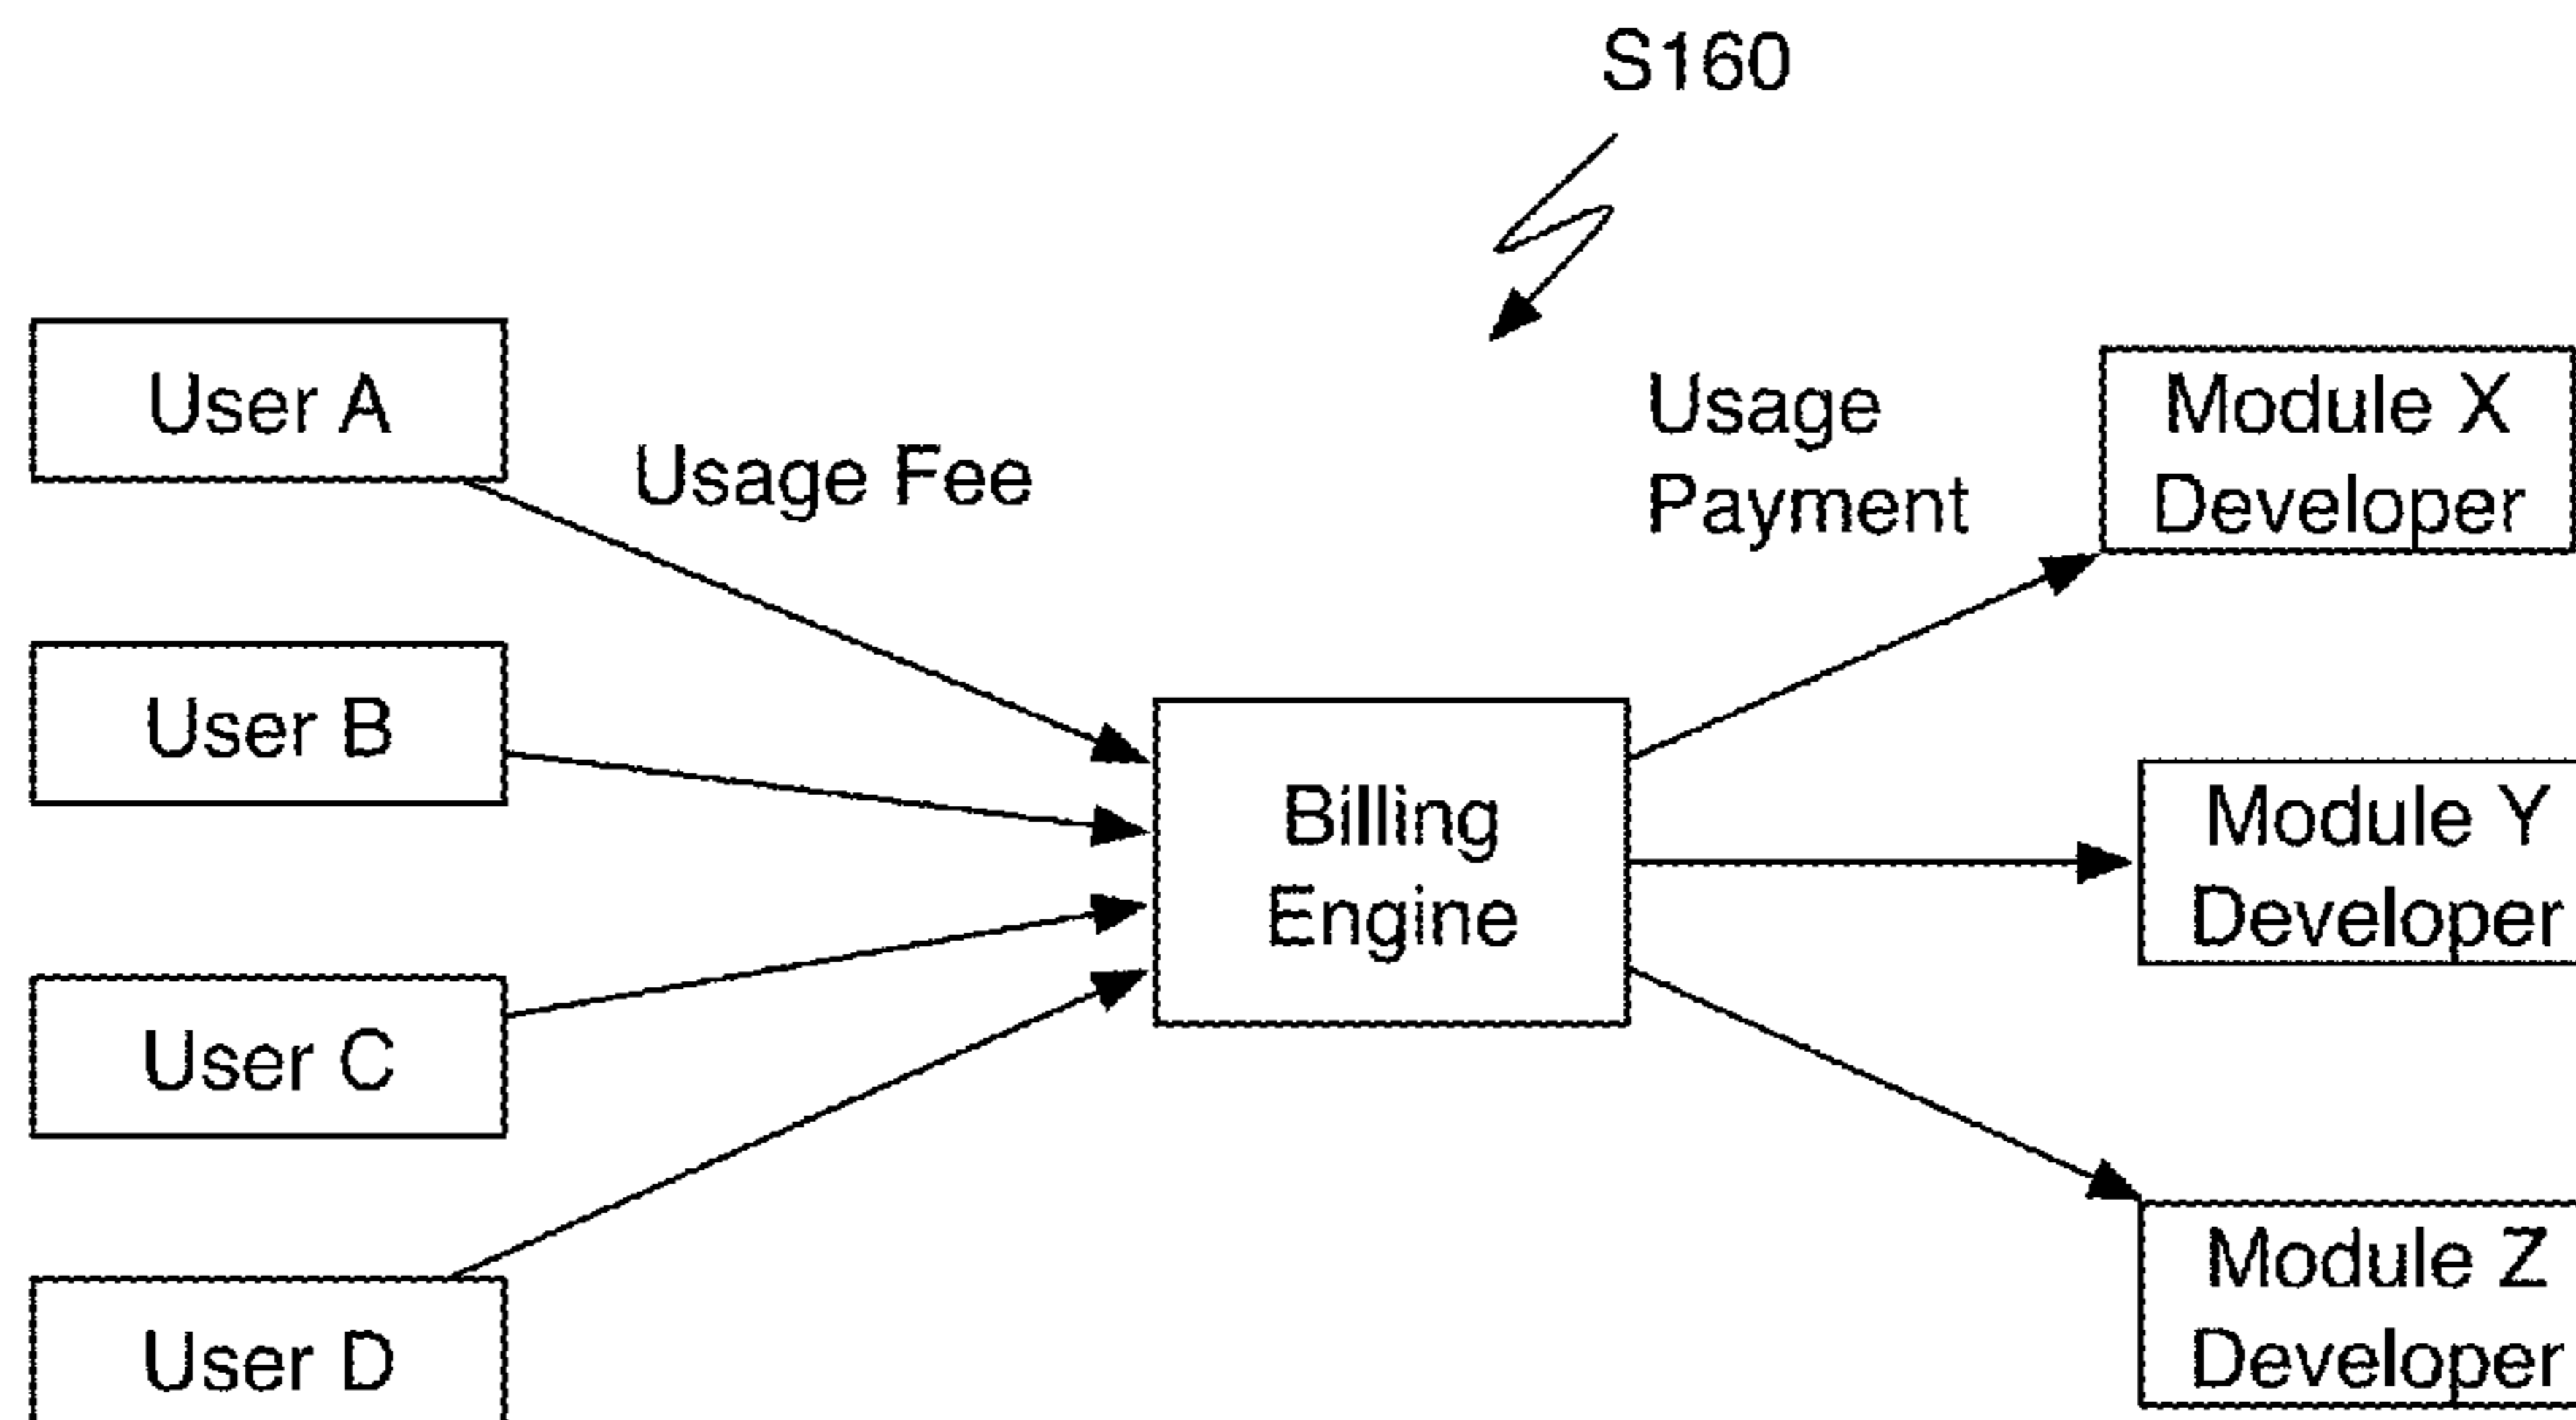 S160
User A
Usage Fee
Usage
Payment
Module X
Developer
User B
Billing
Engine
Module Y
Developer
User C
User D
Module Z
Developer